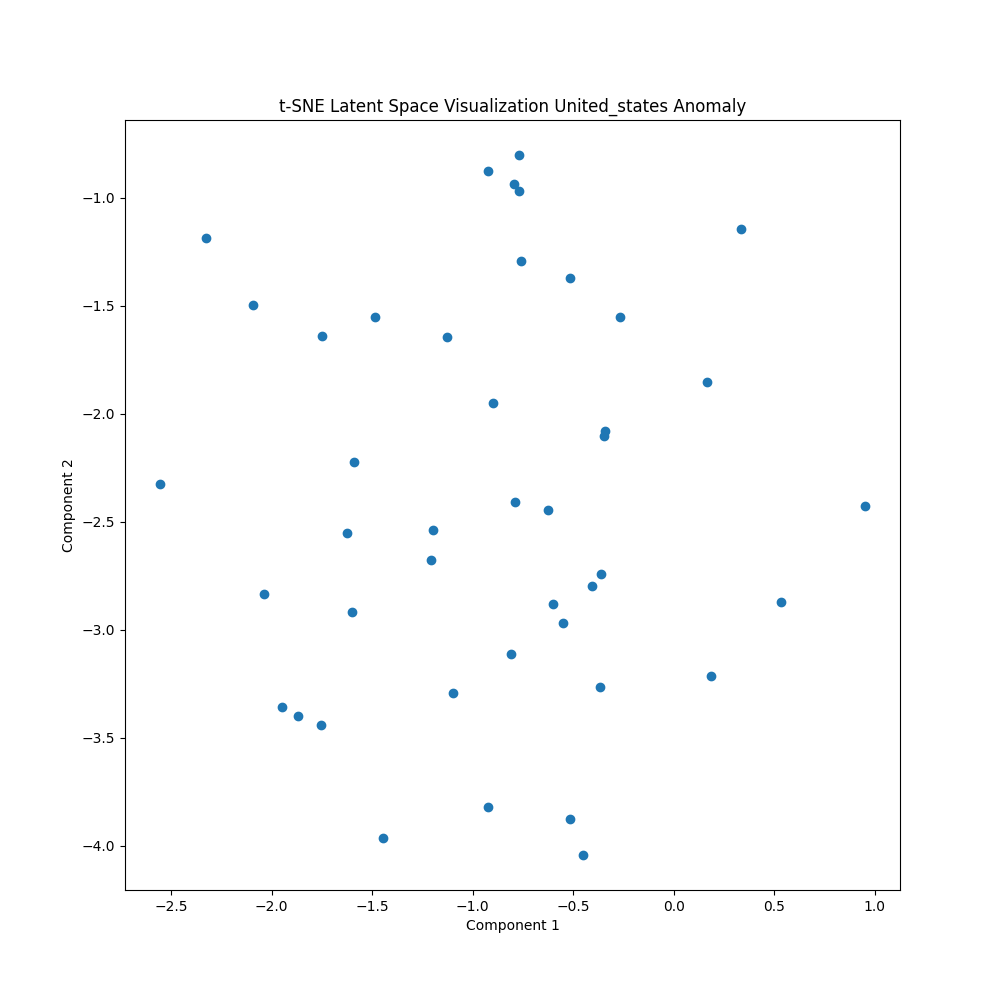 t-SNE Latent Space Visualization United_states Anomaly
−1.0
−1.5
−2.0
−2.5
−3.0
−3.5
−4.0
Component 2
−2.5 −2.0 −1.5 −1.0 −0.5 0.0 0.5 1.0
Component 1